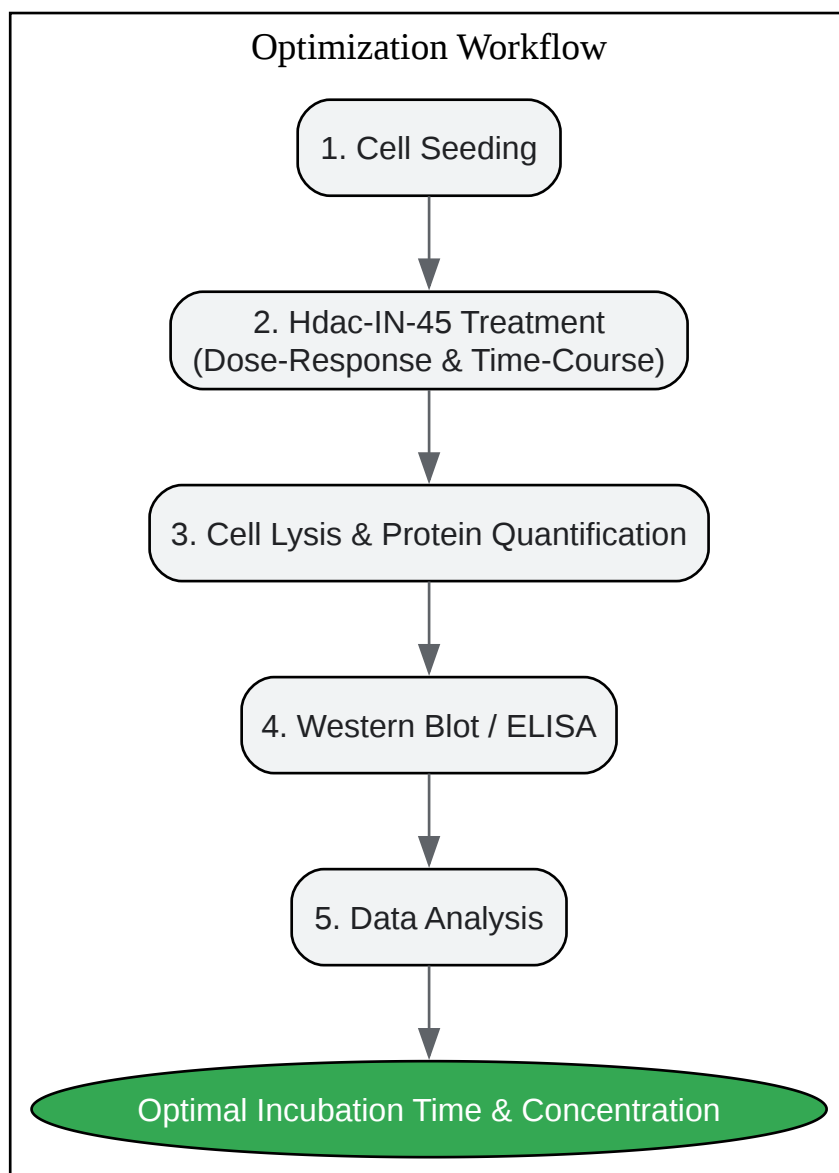 Optimization Workflow
1. Cell Seeding
2. Hdac-IN-45 Treatment
(Dose-Response & Time-Course)
3. Cell Lysis & Protein Quantification
4. Western Blot / ELISA
5. Data Analysis
Optimal Incubation Time & Concentration